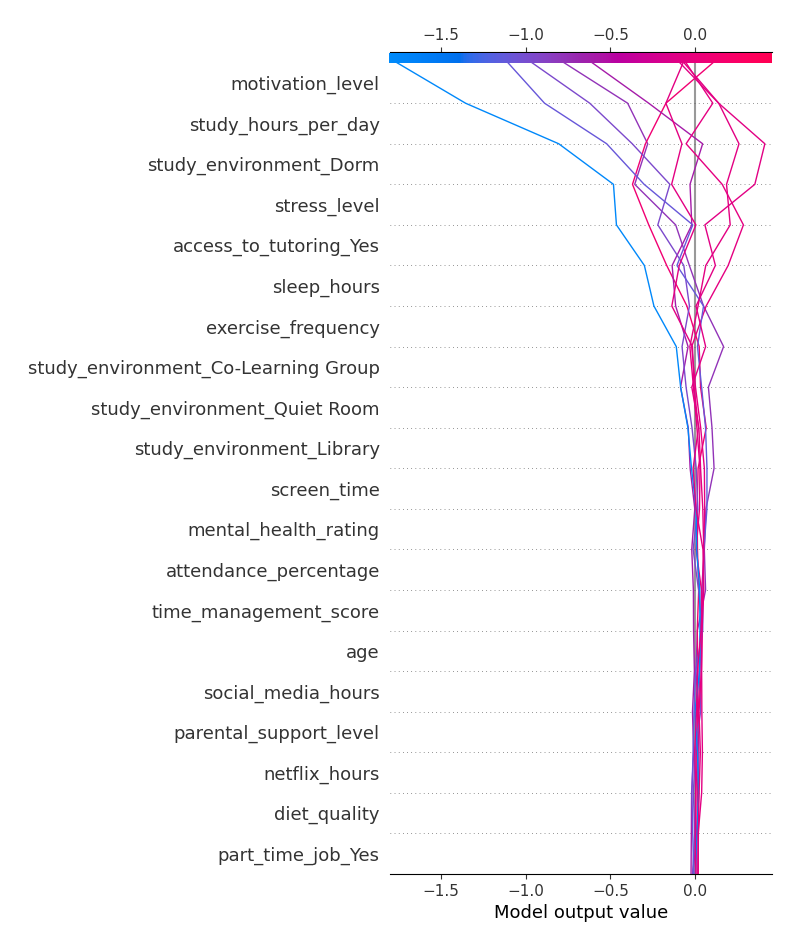 −1.5 −1.0 −0.5 0.0
motivation_level
study_hours_per_day
study_environment_Dorm
stress_level
access_to_tutoring_Yes
sleep_hours
exercise_frequency
study_environment_Co-Learning Group
study_environment_Quiet Room
study_environment_Library
screen_time
mental_health_rating
attendance_percentage
time_management_score
age
social_media_hours
parental_support_level
netflix_hours
diet_quality
part_time_job_Yes
−1.5 −1.0 −0.5 0.0
Model output value